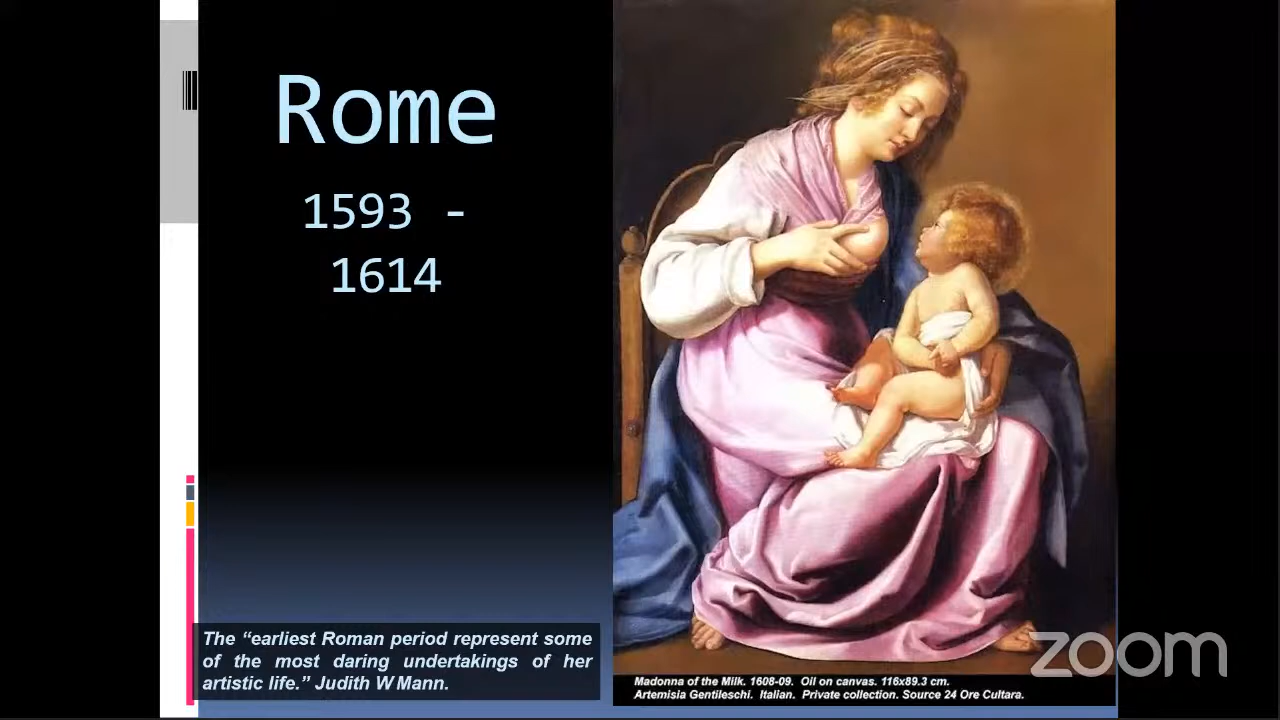 Rome
1593 -
1614
The “earliest Roman period represent some
of the most daring undertakings of her
artistic life.” Judith W Mann.
Madonna of the Milk. 1608-09. Oil on canvas. 116x89.3 cm.
Artemisia Gentileschi. Italian. Private collection. Source 24 Ore Cultara.
zoom